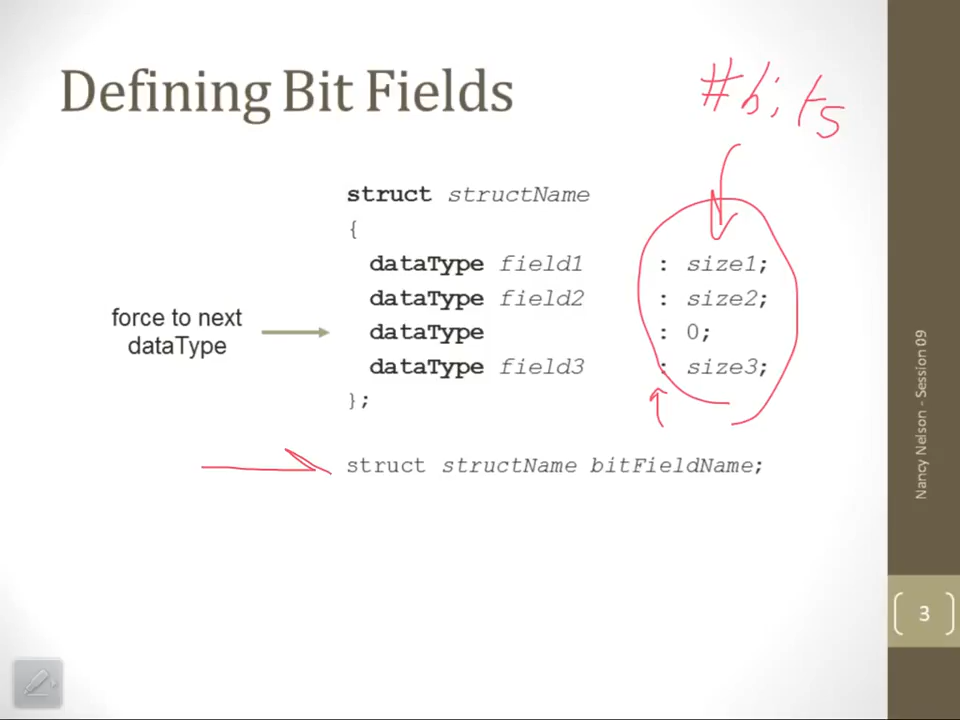 Defining Bit Fields
#bits
struct structName
{
dataType field1 : size1;
dataType field2 : size2;
force to next
dataType
dataType : 0;
dataType field3 : size3;
};
struct structName bitFieldName;
Nancy Nelson - Session 09
3